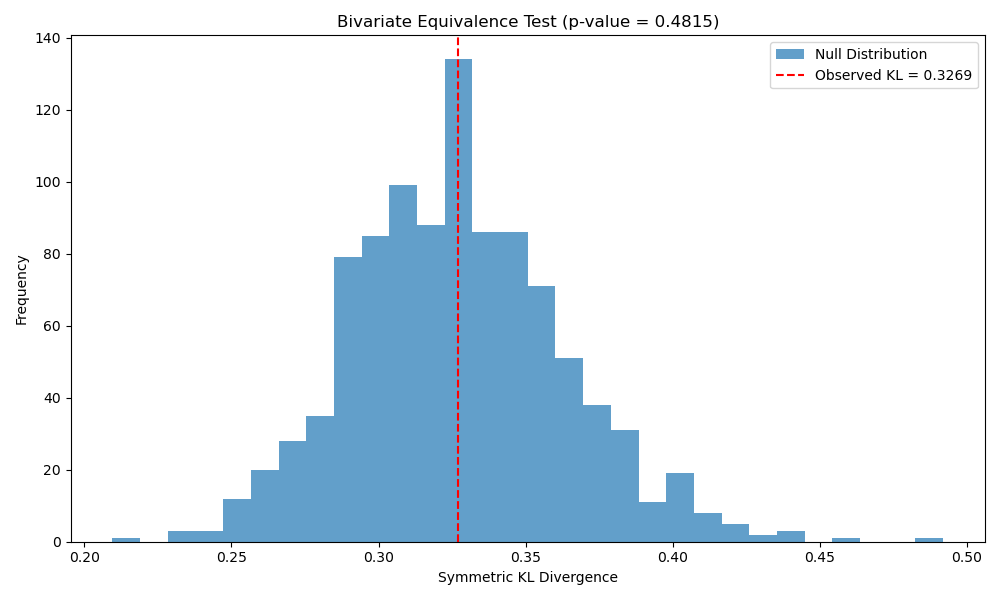 Bivariate Equivalence Test (p-value = 0.4815)
Null Distribution
Observed KL = 0.3269
Frequency
140
120
100
80
60
40
20
0
0.20 0.25 0.30 0.35 0.40 0.45 0.50
Symmetric KL Divergence